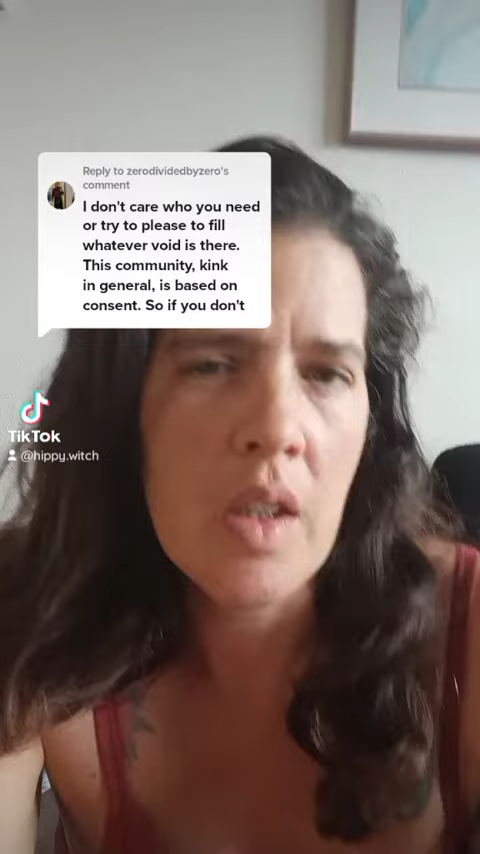 Reply to zerodividedbyzero's
comment
I don't care who you need
or try to please to fill
whatever void is there.
This community, kink
in general, is based on
consent. So if you don't
TikTok
@hippy.witch